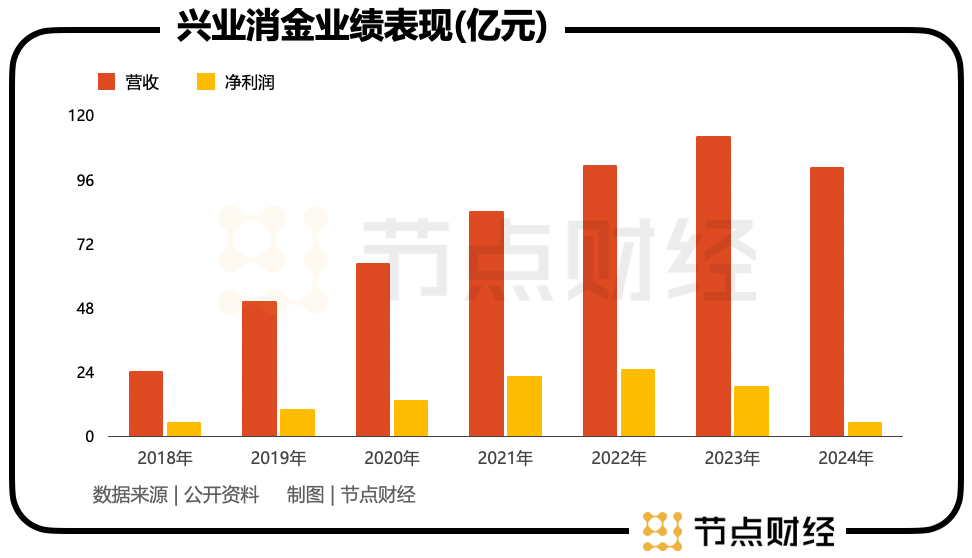 兴业消金业绩表现(亿元)
营收 净利润
120
96
72
48
24
0
节点财经
2018年 2019年 2020年 2021年 2022年 2023年 2024年
数据来源 | 公开资料 制图 | 节点财经
节点财经